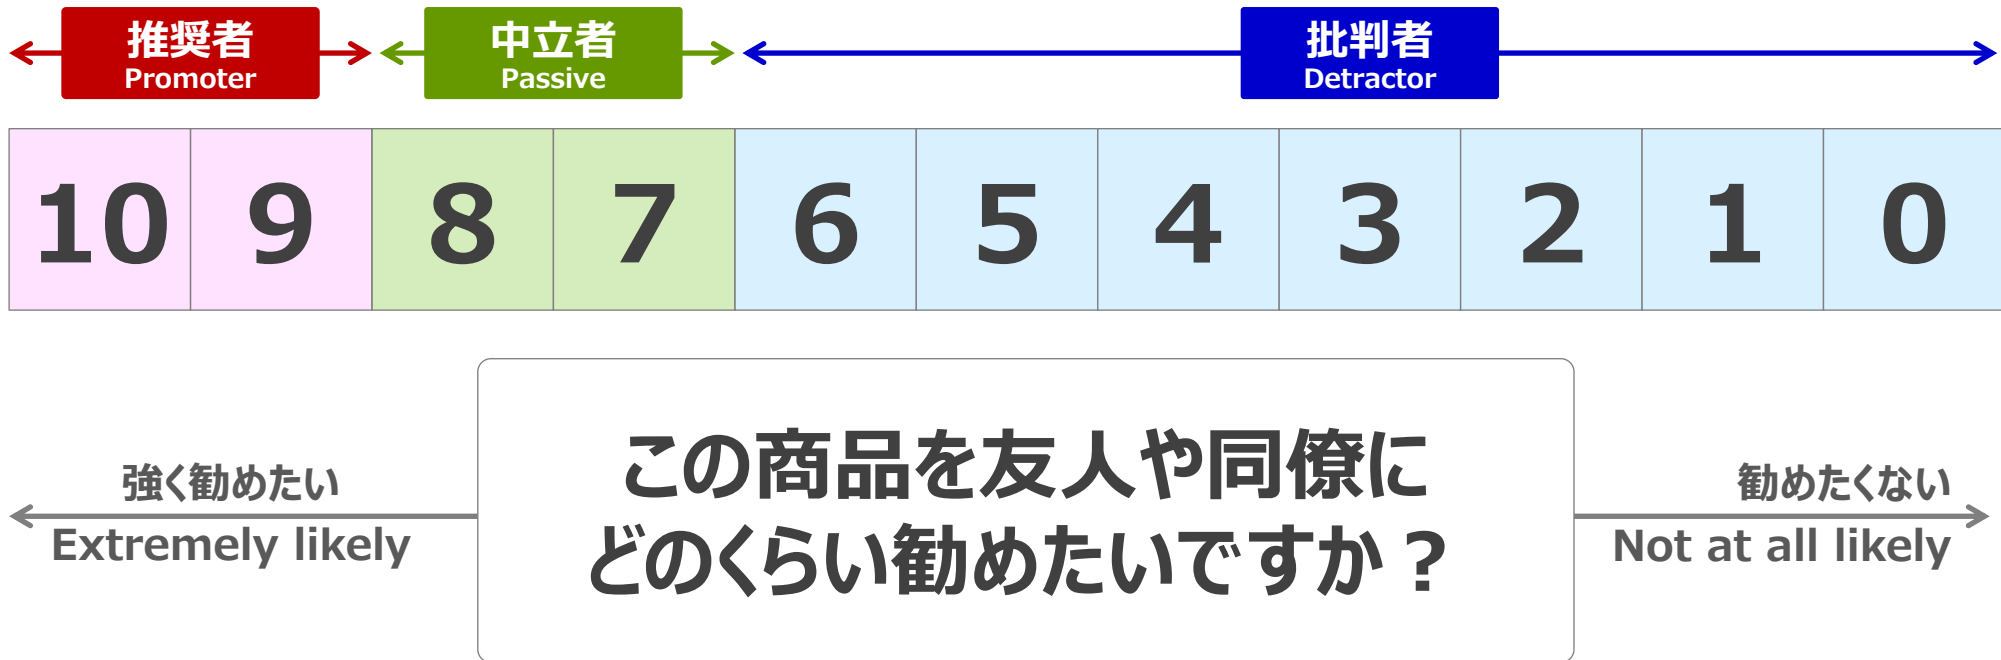 推奨者
Promoter
中立者
Passive
批判者
Detractor
10 9 8 7 6 5 4 3 2 1 0
この商品を友人や同僚に
どのくらい勧めたいですか？
強く勧めたい
Extremely likely
勧めたくない
Not at all likely